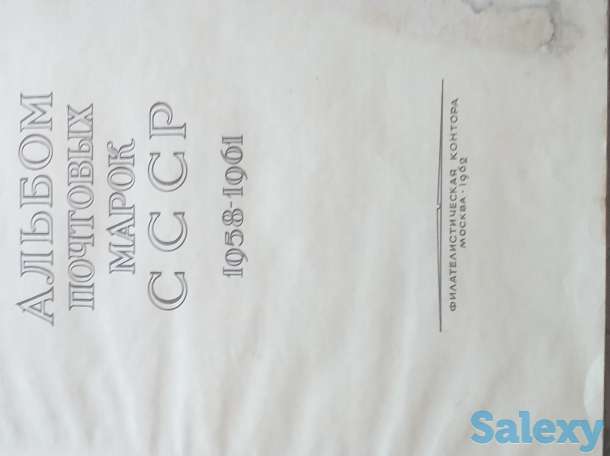 АЛЬБОМ
ПОЧТОВЫХ
МАРОК
СССР
1958-1961
ФИЛАТЕЛИСТИЧЕСКАЯ КОНТОРА
МОСКВА · 1962
Salexy